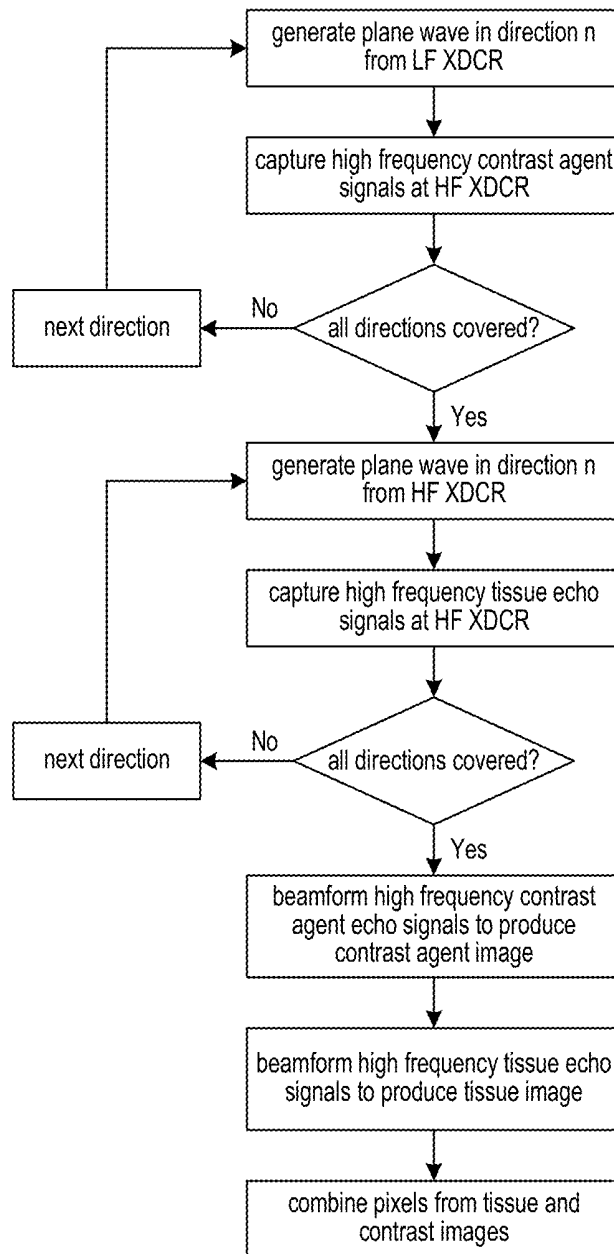 generate plane wave in direction n
from LF XDCR
capture high frequency contrast agent
signals at HF XDCR
all directions covered?
No
next direction
Yes
generate plane wave in direction n
from HF XDCR
capture high frequency tissue echo
signals at HF XDCR
all directions covered?
No
next direction
Yes
beamform high frequency contrast
agent echo signals to produce
contrast agent image
beamform high frequency tissue echo
signals to produce tissue image
combine pixels from tissue and
contrast images